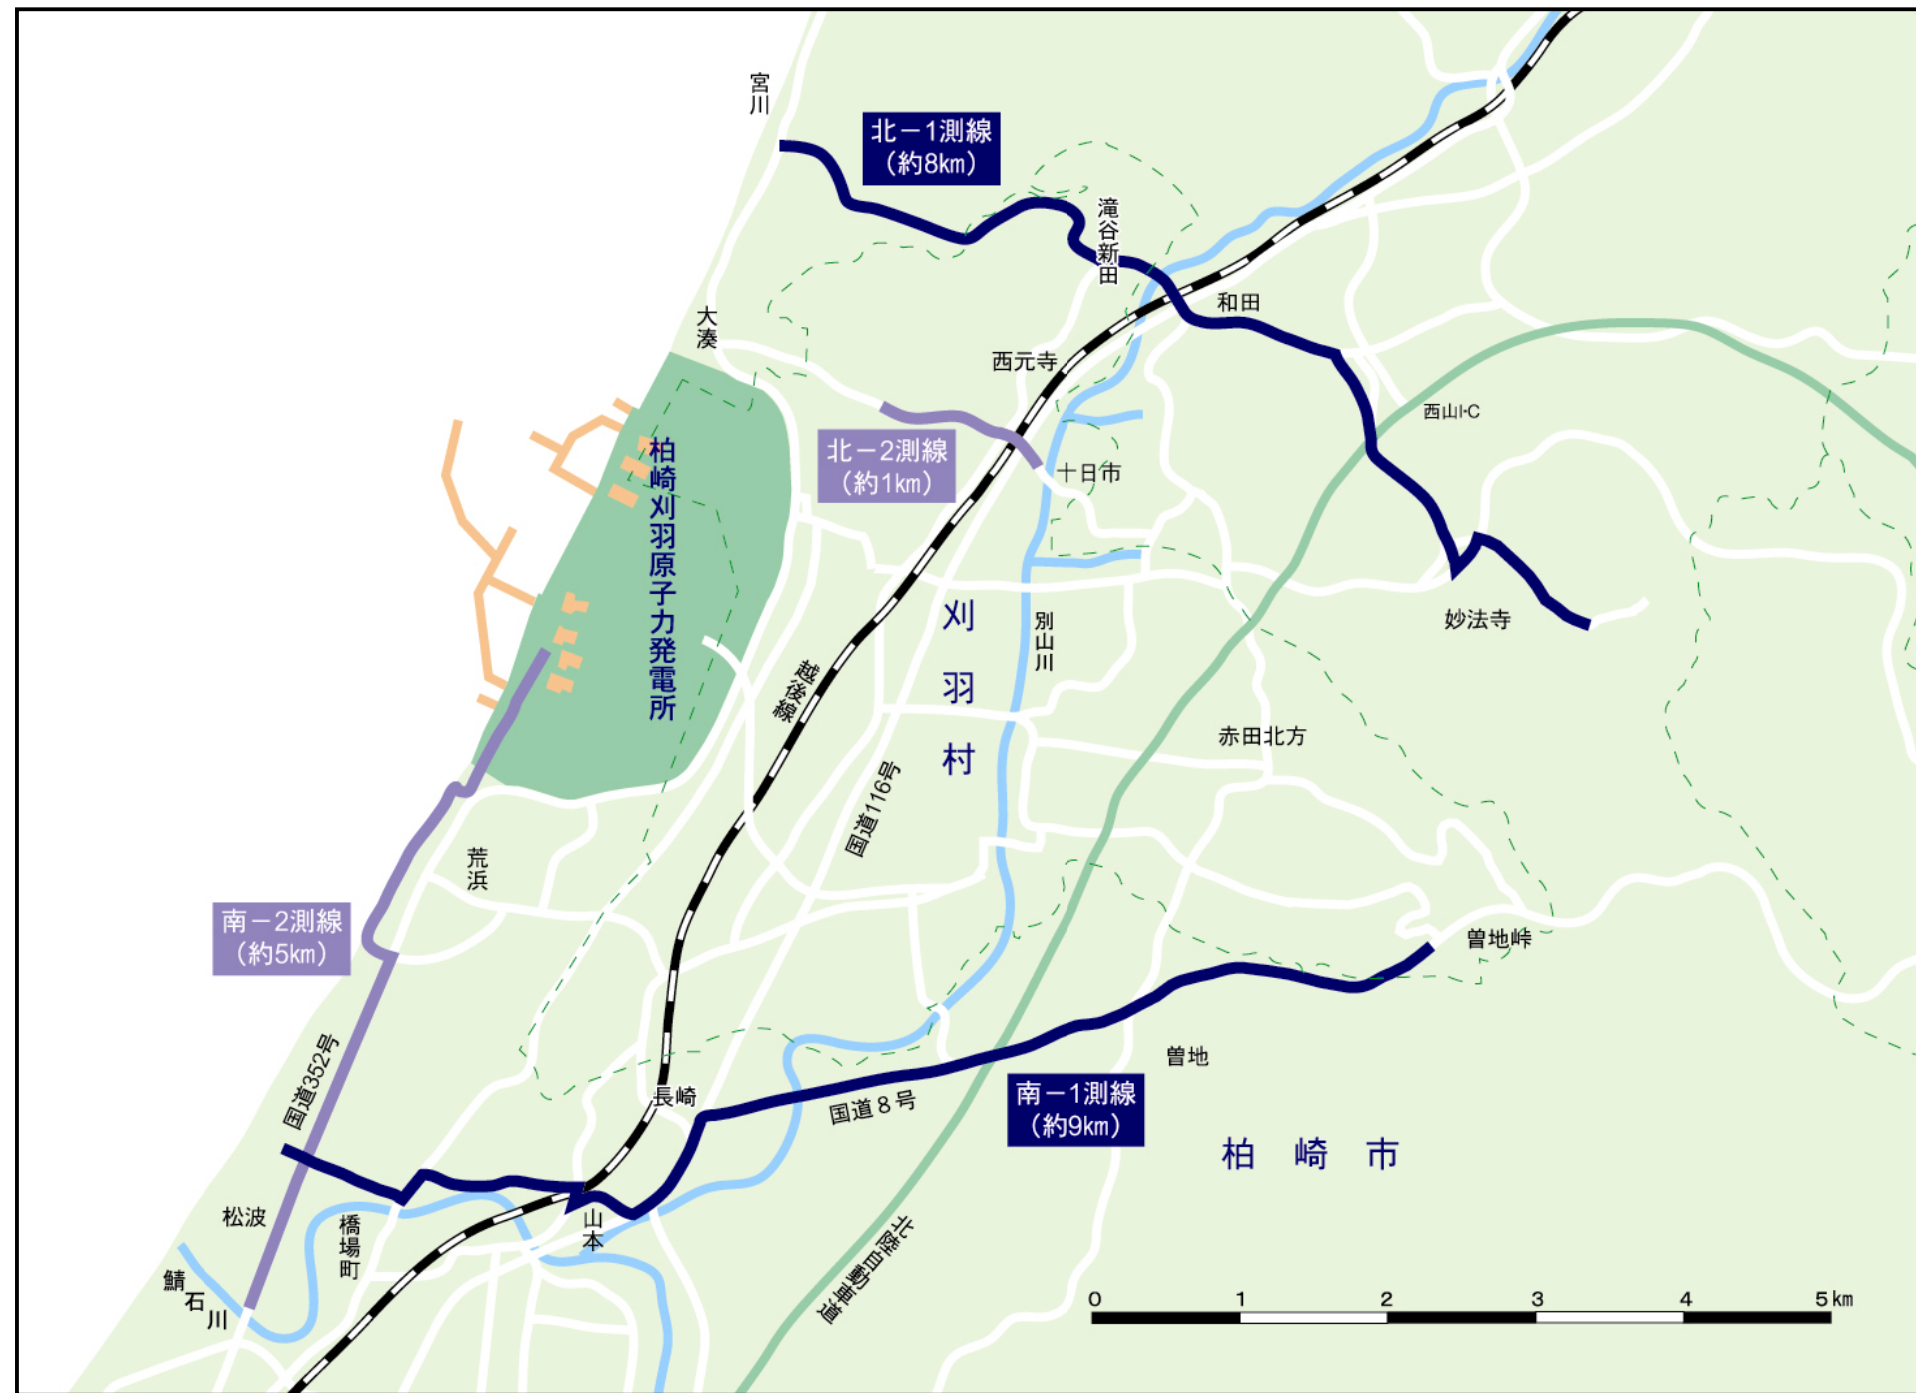 宮川
北－1測線
（約8km）
滝谷新田
和田
大湊
西元寺
西山I・C
北－2測線
（約1km）
十日市
柏崎刈羽原子力発電所
刈羽村
別山川
妙法寺
越後線
赤田北方
国道116号
荒浜
南－2測線
（約5km）
曽地峠
国道352号
曽地
長崎
国道８号
南－1測線
（約9km）
柏崎市
松波
橋場町
山本
鯖石川
北陸自動車道
0 1 2 3 4 5km